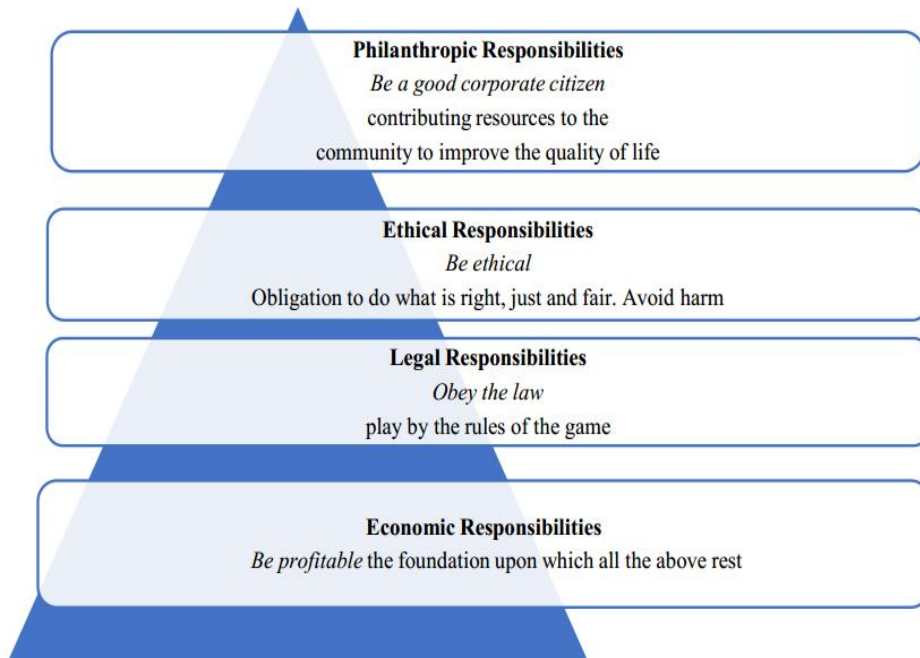 Philanthropic Responsibilities
Be a good corporate citizen
contributing resources to the
community to improve the quality of life
Ethical Responsibilities
Be ethical
Obligation to do what is right, just and fair. Avoid harm
Legal Responsibilities
Obey the law
play by the rules of the game
Economic Responsibilities
Be profitable the foundation upon which all the above rest